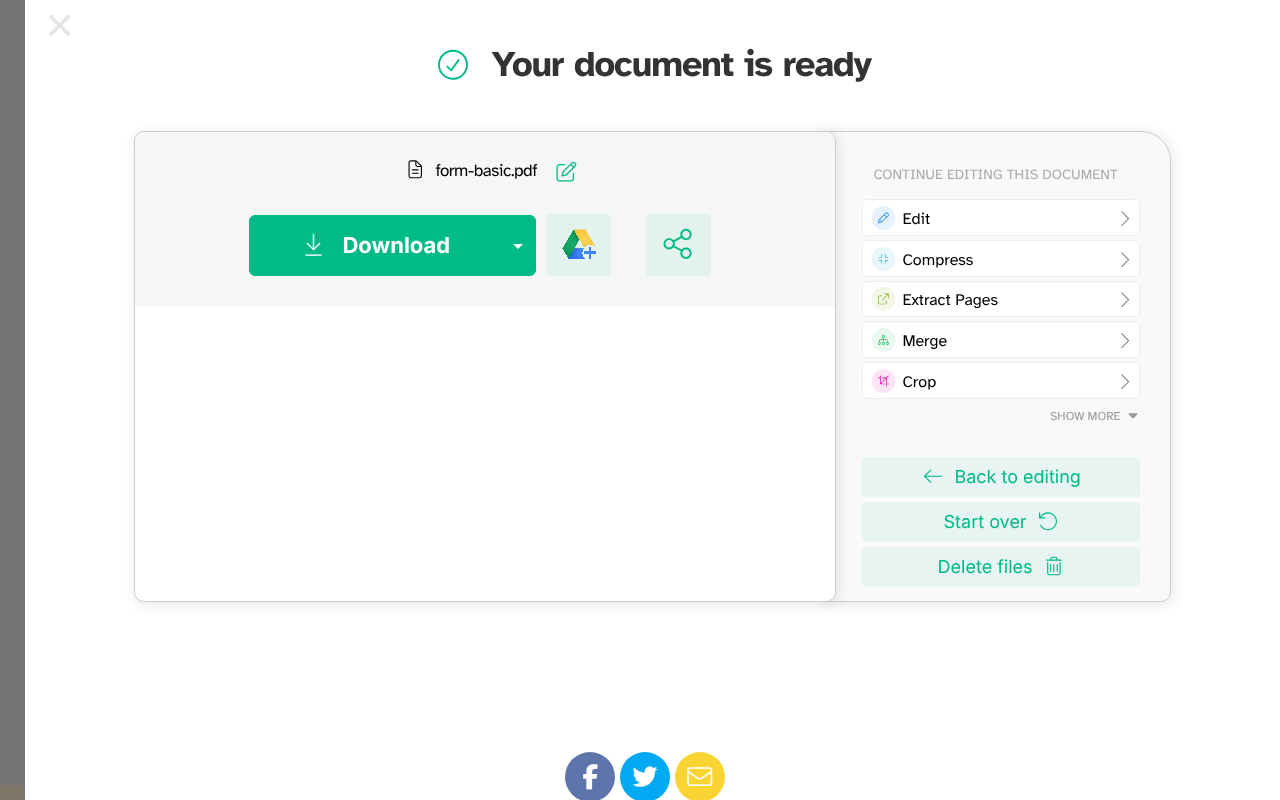 Your document is ready
form-basic.pdf
Download
CONTINUE EDITING THIS DOCUMENT
Edit
Compress
Extract Pages
Merge
Crop
SHOW MORE
Back to editing
Start over
Delete files